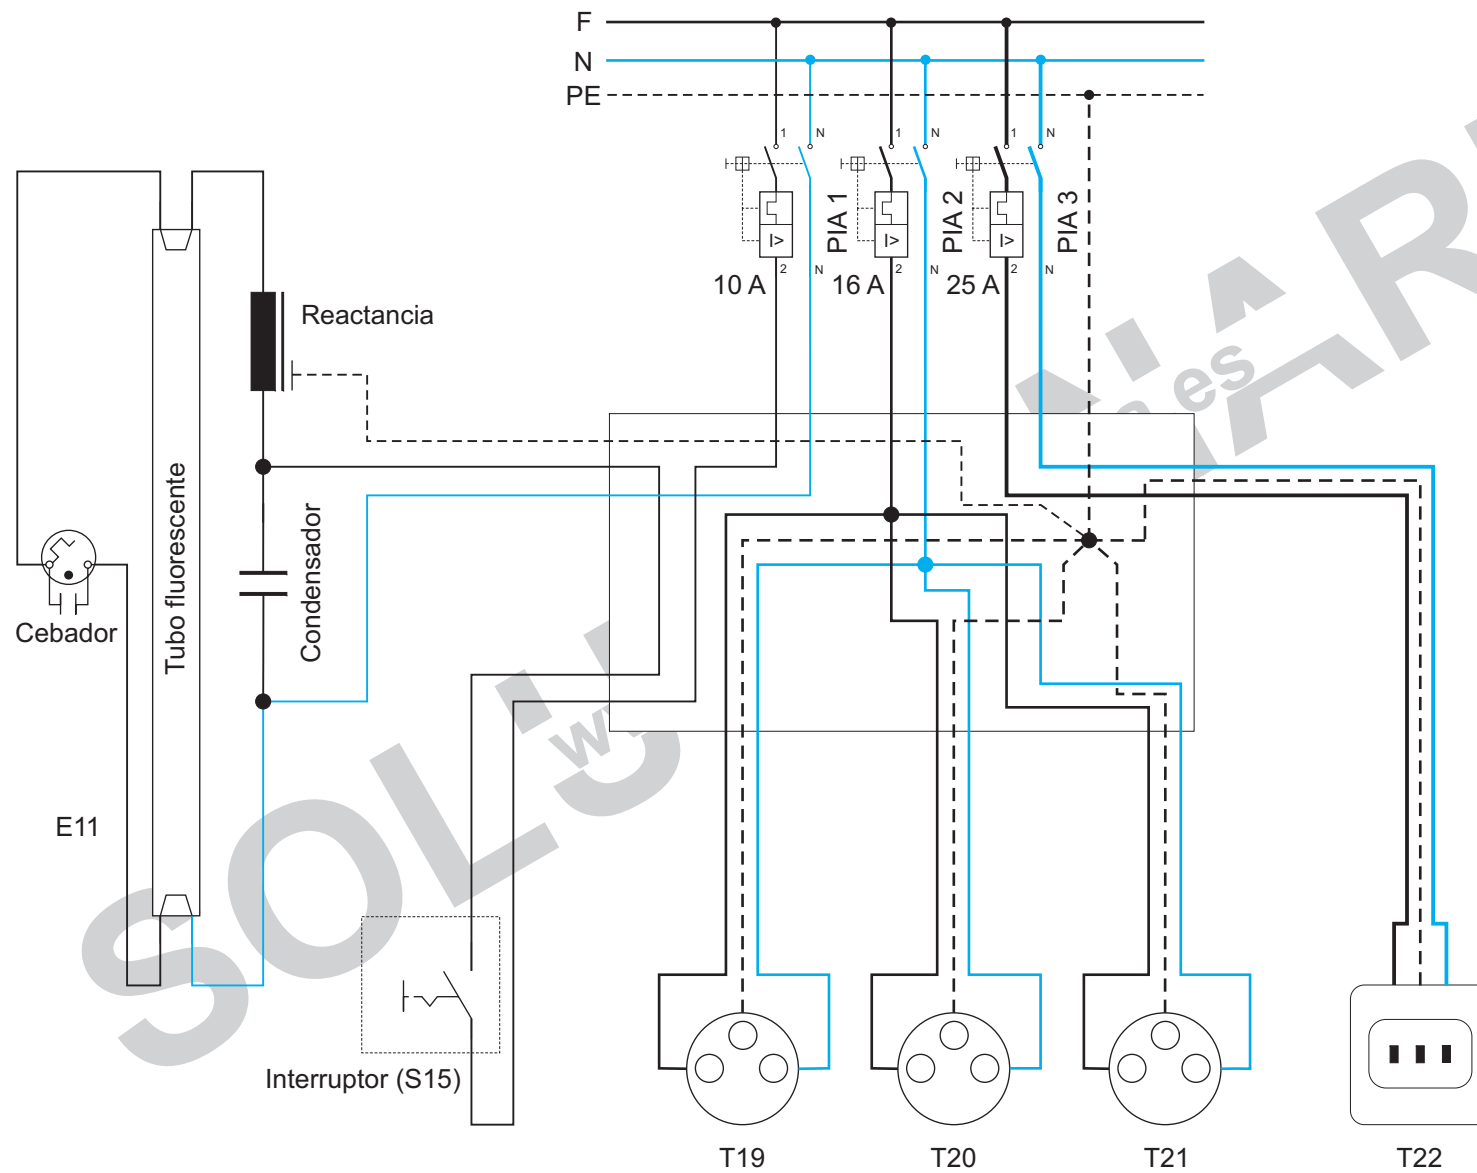 F
N
PE
1 N 1 N 1 N
I> I> I>
PIA 1 PIA 2 PIA 3
2 N 2 N 2 N
10 A 16 A 25 A
Reactancia
Tubo fluorescente
Condensador
Cebador
E11
Interruptor (S15)
T19 T20 T21 T22